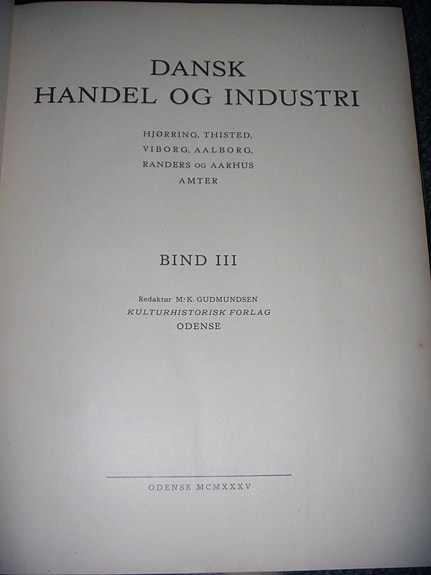 DANSK
HANDEL OG INDUSTRI
HJØRRING, THISTED,
VIBORG, AALBORG,
RANDERS OG AARHUS
AMTER
BIND III
Redaktør M. K. GUDMUNDSEN
KULTURHISTORISK FORLAG
ODENSE
ODENSE MCMXXXV